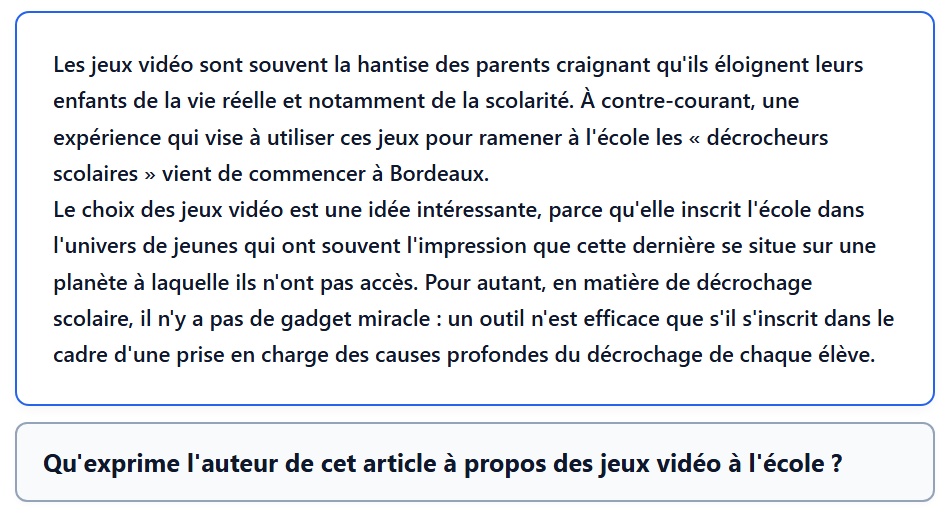 Les jeux vidéo sont souvent la hantise des parents craignant qu'ils éloignent leurs
enfants de la vie réelle et notamment de la scolarité. À contre-courant, une
expérience qui vise à utiliser ces jeux pour ramener à l'école les « décrocheurs
scolaires » vient de commencer à Bordeaux.
Le choix des jeux vidéo est une idée intéressante, parce qu'elle inscrit l'école dans
l'univers de jeunes qui ont souvent l'impression que cette dernière se situe sur une
planète à laquelle ils n'ont pas accès. Pour autant, en matière de décrochage
scolaire, il n'y a pas de gadget miracle : un outil n'est efficace que s'il s'inscrit dans le
cadre d'une prise en charge des causes profondes du décrochage de chaque élève.
Qu'exprime l'auteur de cet article à propos des jeux vidéo à l'école ?